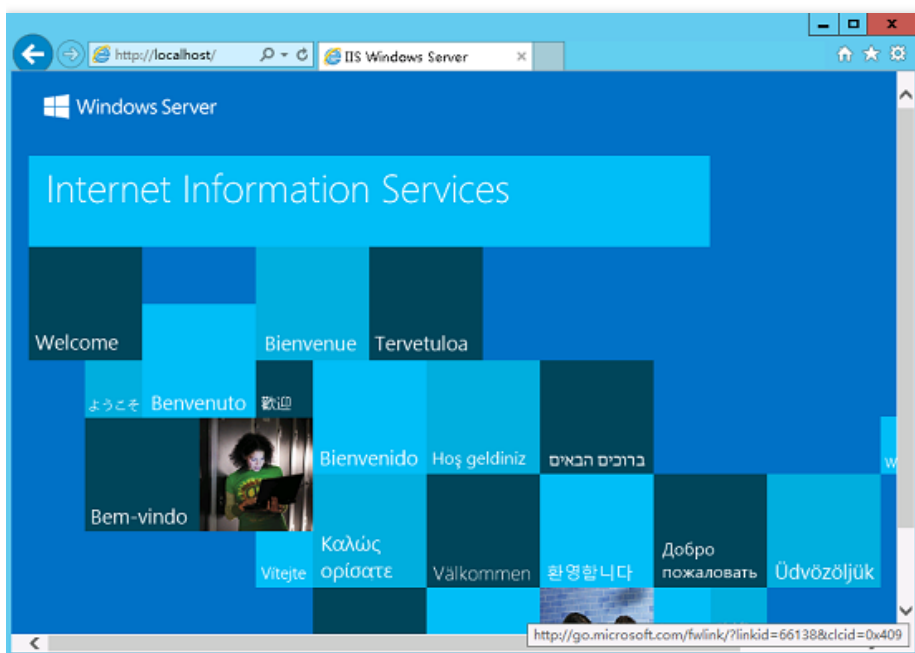 http://localhost/
IIS Windows Server
Windows Server
Internet Information Services
Welcome
Bienvenue
Tervetuloa
ようこそ
Benvenuto
歡迎
Bienvenido
Hoş geldiniz
ברוכים הבאים
W
Bem-vindo
Vítejte
Καλώς
ορίσατε
Välkommen
환영합니다
Добро
пожаловать
Üdvözöljük
http://go.microsoft.com/fwlink/?linkid=66138&clcid=0x409